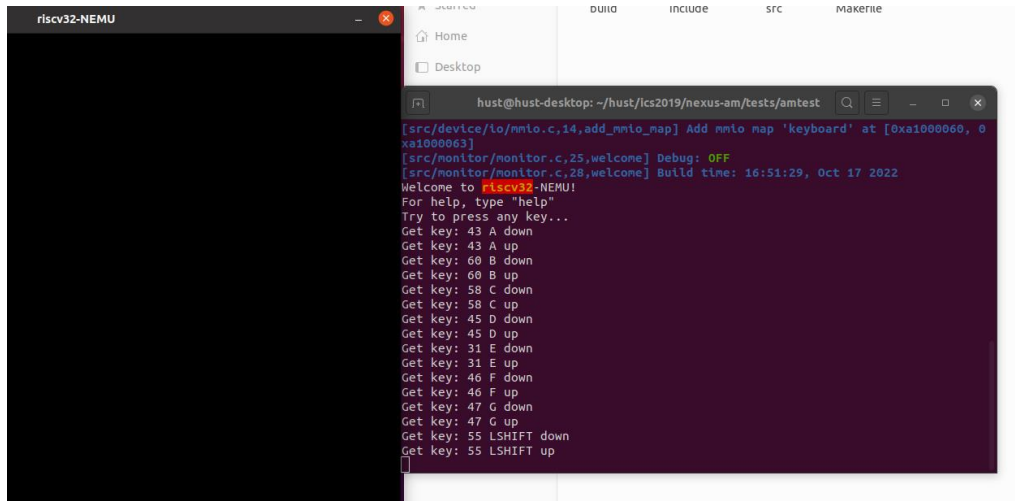 riscv32-NEMU
Starred
Home
Desktop
build include src Makefile
hust@hust-desktop: ~/hust/ics2019/nexus-am/tests/amtest
[src/device/io/mmio.c,14,add_mmio_map] Add mmio map 'keyboard' at [0xa1000060, 0
xa1000063]
[src/monitor/monitor.c,25,welcome] Debug: OFF
[src/monitor/monitor.c,28,welcome] Build time: 16:51:29, Oct 17 2022
Welcome to riscv32-NEMU!
For help, type "help"
Try to press any key...
Get key: 43 A down
Get key: 43 A up
Get key: 60 B down
Get key: 60 B up
Get key: 58 C down
Get key: 58 C up
Get key: 45 D down
Get key: 45 D up
Get key: 31 E down
Get key: 31 E up
Get key: 46 F down
Get key: 46 F up
Get key: 47 G down
Get key: 47 G up
Get key: 55 LSHIFT down
Get key: 55 LSHIFT up